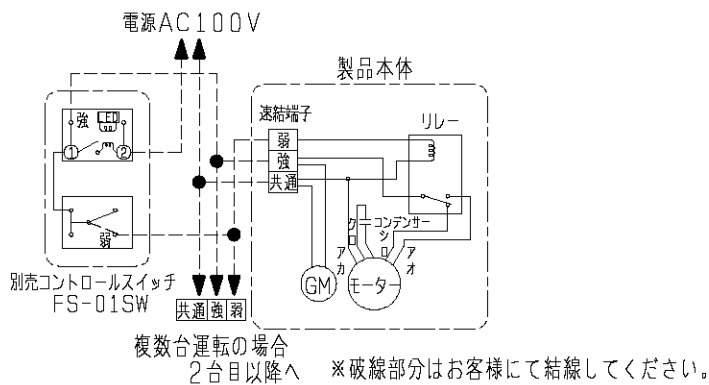 電源AC100V
製品本体
速結端子
リレー
強 LED
① ②
弱
強
共通
弱
クロ
コンデンサー
シロ
アカ
アオ
GM
モーター
別売コントロールスイッチ
FS-01SW
共通 強 弱
複数台運転の場合
2台目以降へ
※破線部分はお客様にて結線してください。